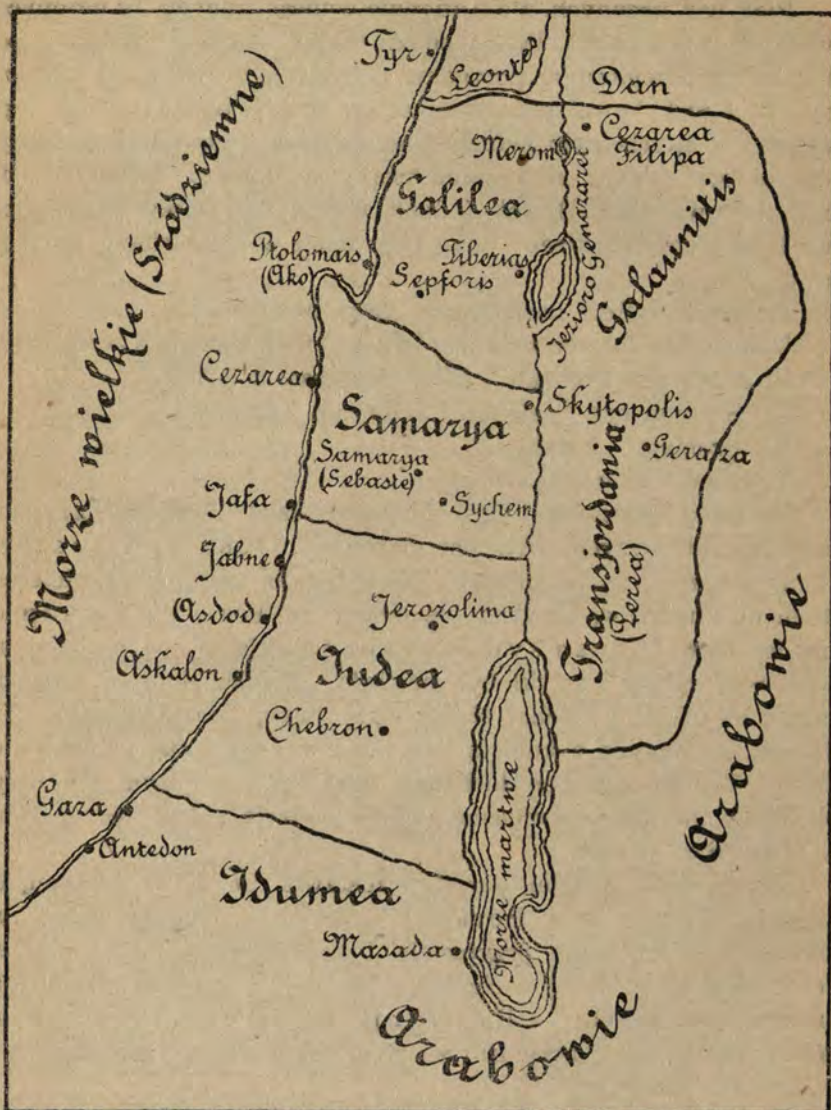 Tyr
Leontes
Dan
Cezarea
Filipa
Merom
Galilea
Jezioro Genazaret
Galaunitis
Ptolomais
(Ako)
Tiberias
Sepforis
Morze wielkie (Śródziemne)
Cezarea
Samarya
Skytopolis
Samarya
(Sebaste)
Sychem
Geraza
Transjordania
(Perea)
Jafa
Jabne
Asdod
Askalon
Jerozolima
Judea
Chebron
Arabowie
Gaza
Antedon
Idumea
Morze martwe
Masada
Arabowie